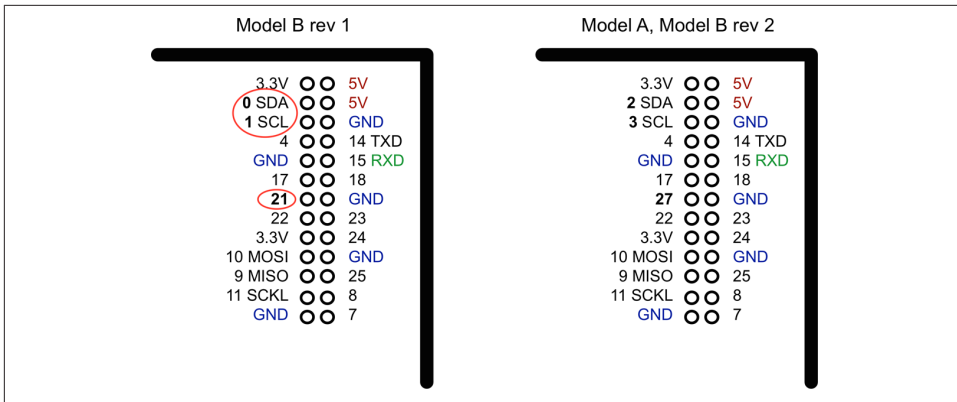 Model B rev 1
3.3V 5V
0 SDA 5V
1 SCL GND
4 14 TXD
GND 15 RXD
17 18
21 GND
22 23
3.3V 24
10 MOSI GND
9 MISO 25
11 SCKL 8
GND 7
Model A, Model B rev 2
3.3V 5V
2 SDA 5V
3 SCL GND
4 14 TXD
GND 15 RXD
17 18
27 GND
22 23
3.3V 24
10 MOSI GND
9 MISO 25
11 SCKL 8
GND 7